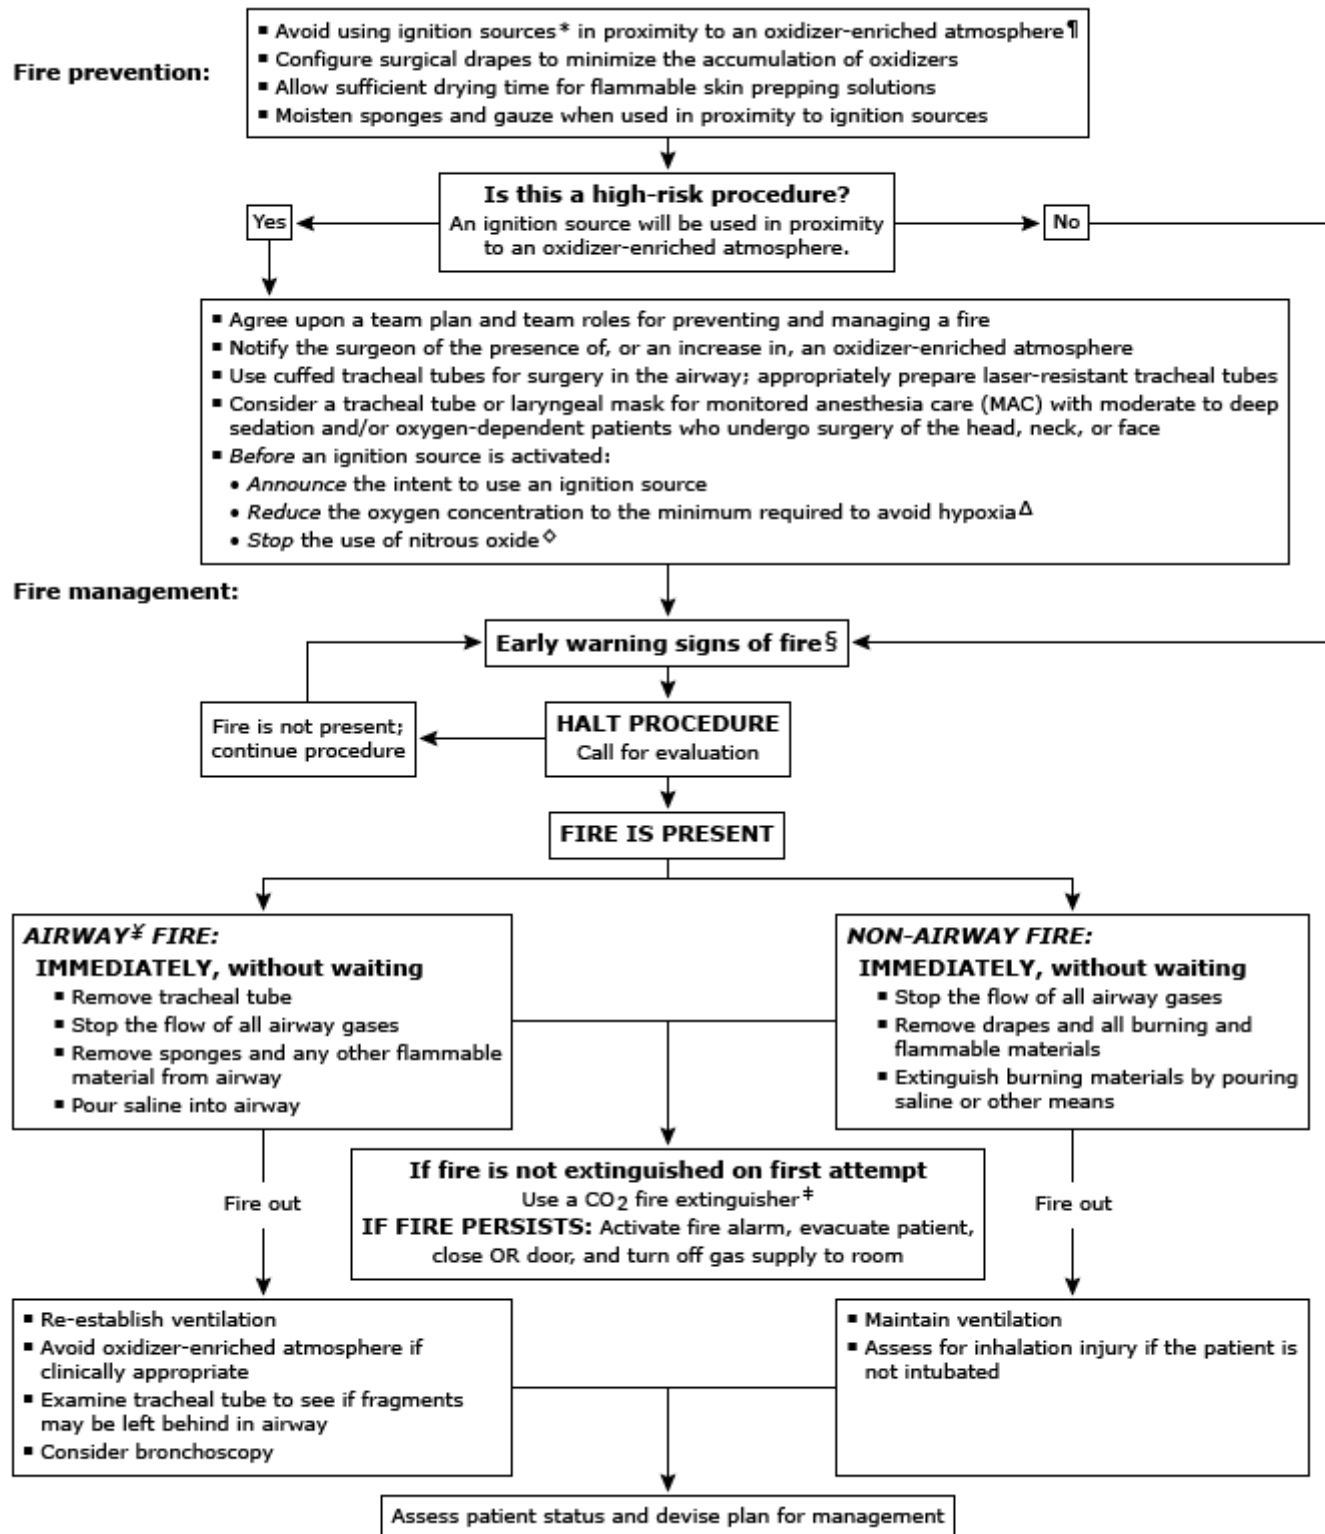 Fire prevention:
▪ Avoid using ignition sources* in proximity to an oxidizer-enriched atmosphere¶
▪ Configure surgical drapes to minimize the accumulation of oxidizers
▪ Allow sufficient drying time for flammable skin prepping solutions
▪ Moisten sponges and gauze when used in proximity to ignition sources
Is this a high-risk procedure?
An ignition source will be used in proximity
to an oxidizer-enriched atmosphere.
Yes
No
▪ Agree upon a team plan and team roles for preventing and managing a fire
▪ Notify the surgeon of the presence of, or an increase in, an oxidizer-enriched atmosphere
▪ Use cuffed tracheal tubes for surgery in the airway; appropriately prepare laser-resistant tracheal tubes
▪ Consider a tracheal tube or laryngeal mask for monitored anesthesia care (MAC) with moderate to deep
sedation and/or oxygen-dependent patients who undergo surgery of the head, neck, or face
▪ Before an ignition source is activated:
• Announce the intent to use an ignition source
• Reduce the oxygen concentration to the minimum required to avoid hypoxiaΔ
• Stop the use of nitrous oxide◇
Fire management:
Early warning signs of fire§
Fire is not present;
continue procedure
HALT PROCEDURE
Call for evaluation
FIRE IS PRESENT
AIRWAY¥ FIRE:
IMMEDIATELY, without waiting
▪ Remove tracheal tube
▪ Stop the flow of all airway gases
▪ Remove sponges and any other flammable
material from airway
▪ Pour saline into airway
NON-AIRWAY FIRE:
IMMEDIATELY, without waiting
▪ Stop the flow of all airway gases
▪ Remove drapes and all burning and
flammable materials
▪ Extinguish burning materials by pouring
saline or other means
If fire is not extinguished on first attempt
Use a CO2 fire extinguisher‡
IF FIRE PERSISTS: Activate fire alarm, evacuate patient,
close OR door, and turn off gas supply to room
Fire out
Fire out
▪ Re-establish ventilation
▪ Avoid oxidizer-enriched atmosphere if
clinically appropriate
▪ Examine tracheal tube to see if fragments
may be left behind in airway
▪ Consider bronchoscopy
▪ Maintain ventilation
▪ Assess for inhalation injury if the patient is
not intubated
Assess patient status and devise plan for management